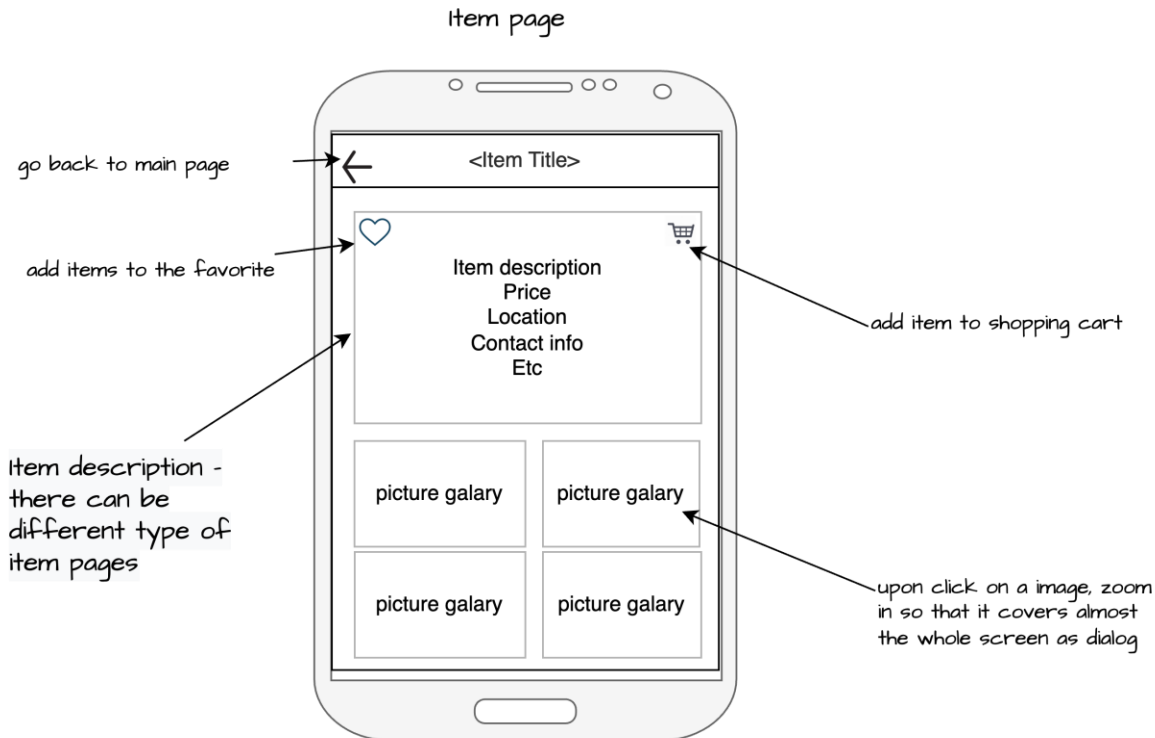 Item page
go back to main page
<Item Title>
add items to the favorite
Item description
Price
Location
Contact info
Etc
add item to shopping cart
Item description -
there can be
different type of
item pages
picture galary
picture galary
picture galary
picture galary
upon click on a image, zoom
in so that it covers almost
the whole screen as dialog